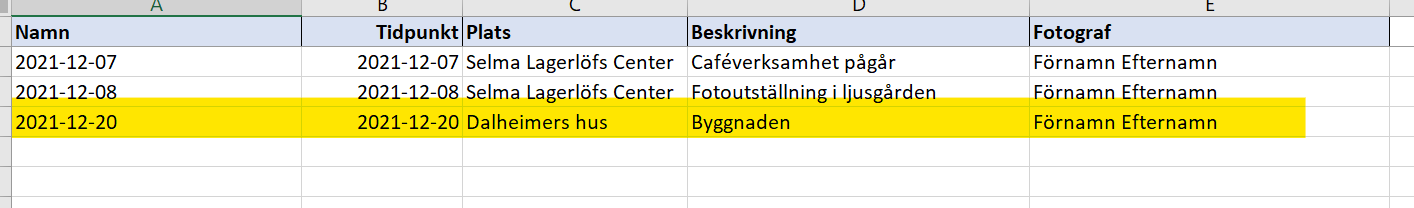 A B C D E
Namn Tidpunkt Plats Beskrivning Fotograf
2021-12-07 2021-12-07 Selma Lagerlöfs Center Caféverksamhet pågår Förnamn Efternamn
2021-12-08 2021-12-08 Selma Lagerlöfs Center Fotoutställning i ljusgården Förnamn Efternamn
2021-12-20 2021-12-20 Dalheimers hus Byggnaden Förnamn Efternamn